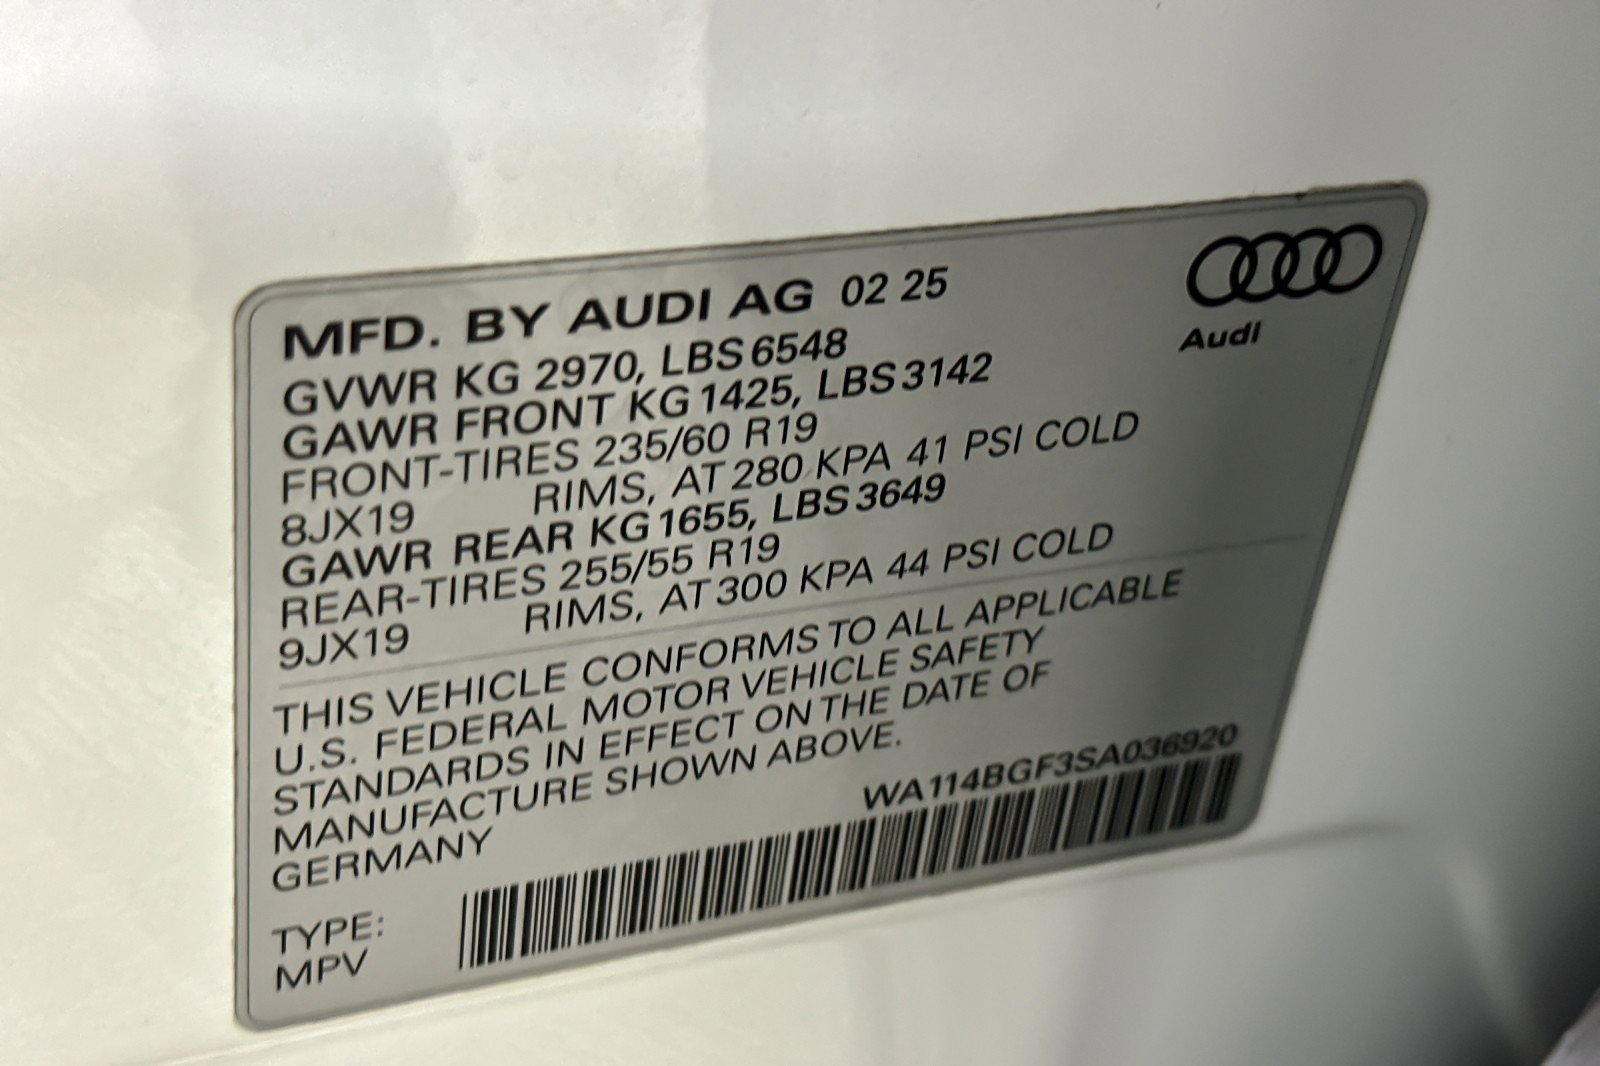 MFD. BY AUDI AG 02 25
Audi
GVWR KG 2970, LBS 6548
GAWR FRONT KG 1425, LBS 3142
FRONT-TIRES 235/60 R19
8JX19 RIMS, AT 280 KPA 41 PSI COLD
GAWR REAR KG 1655, LBS 3649
REAR-TIRES 255/55 R19
9JX19 RIMS, AT 300 KPA 44 PSI COLD
THIS VEHICLE CONFORMS TO ALL APPLICABLE
U.S. FEDERAL MOTOR VEHICLE SAFETY
STANDARDS IN EFFECT ON THE DATE OF
MANUFACTURE SHOWN ABOVE.
GERMANY
WA114BGF3SA036920
TYPE:
MPV